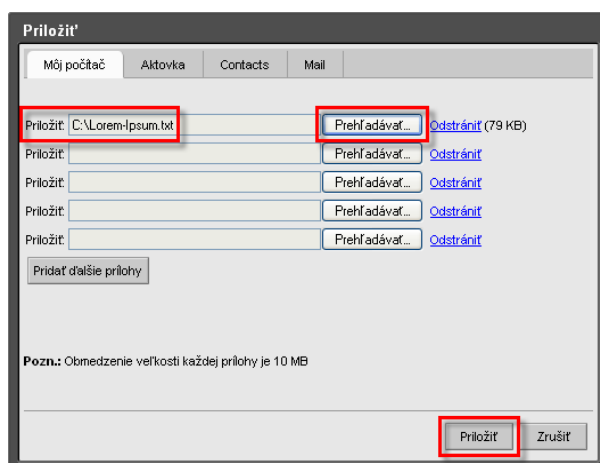 Priložiť
Môj počítač Aktovka Contacts Mail
Priložiť: C:\Lorem-Ipsum.txt Prehľadávať... Odstrániť (79 KB)
Priložiť: Prehľadávať... Odstrániť
Priložiť: Prehľadávať... Odstrániť
Priložiť: Prehľadávať... Odstrániť
Priložiť: Prehľadávať... Odstrániť
Pridať ďalšie prílohy
Pozn.: Obmedzenie veľkosti každej prílohy je 10 MB
Priložiť Zrušiť